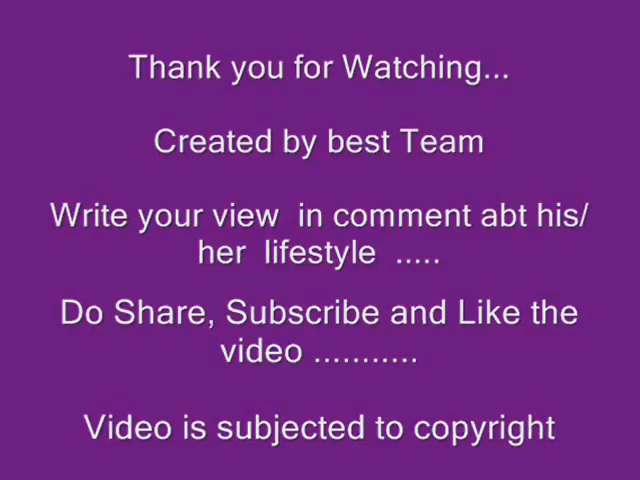 Thank you for Watching...
Created by best Team
Write your view  in comment abt his/
her  lifestyle  .....
Do Share, Subscribe and Like the
video ...........
Video is subjected to copyright